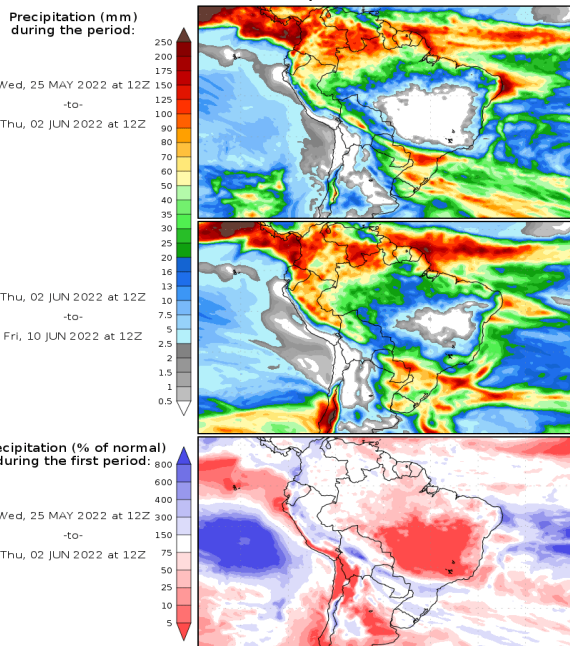 Precipitation (mm)
during the period:
250
200
175
150
125
100
90
80
70
60
50
40
35
30
25
20
16
13
10
7.5
5
2.5
2
1.5
1
0.5
Wed, 25 MAY 2022 at 12Z
-to-
Thu, 02 JUN 2022 at 12Z
Thu, 02 JUN 2022 at 12Z
-to-
Fri, 10 JUN 2022 at 12Z
ecipitation (% of normal)
during the first period:
800
600
400
300
150
75
50
25
10
5
Wed, 25 MAY 2022 at 12Z
-to-
Thu, 02 JUN 2022 at 12Z